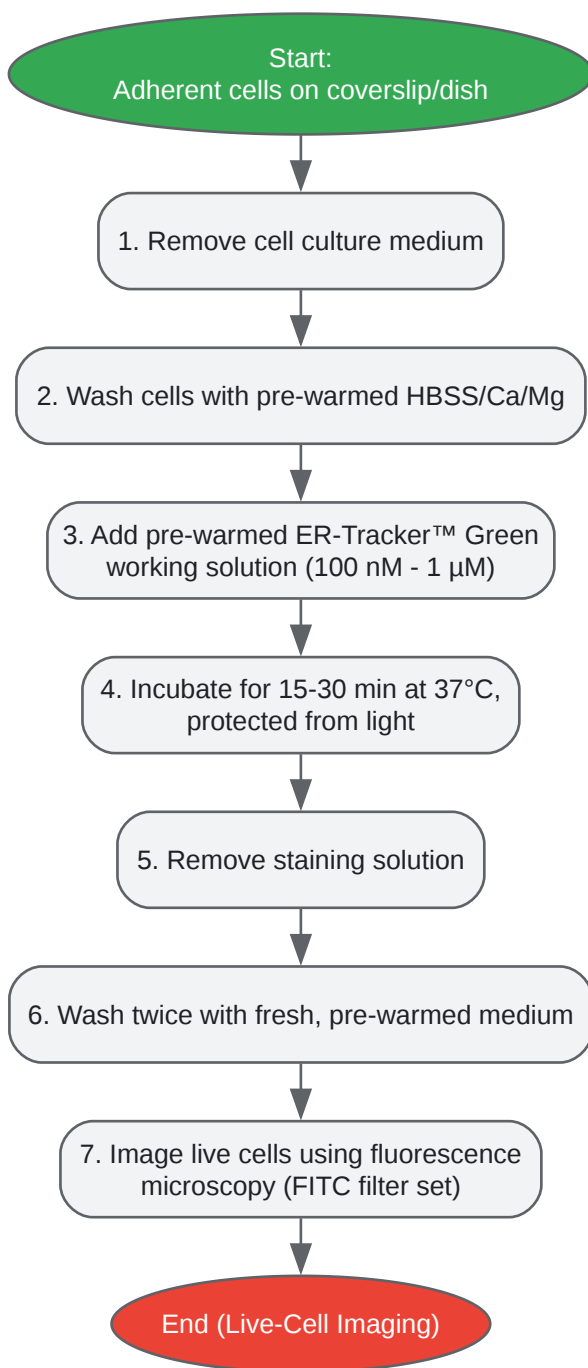 Start:
Adherent cells on coverslip/dish
1. Remove cell culture medium
2. Wash cells with pre-warmed HBSS/Ca/Mg
3. Add pre-warmed ER-Tracker™ Green
working solution (100 nM - 1 µM)
4. Incubate for 15-30 min at 37°C,
protected from light
5. Remove staining solution
6. Wash twice with fresh, pre-warmed medium
7. Image live cells using fluorescence
microscopy (FITC filter set)
End (Live-Cell Imaging)